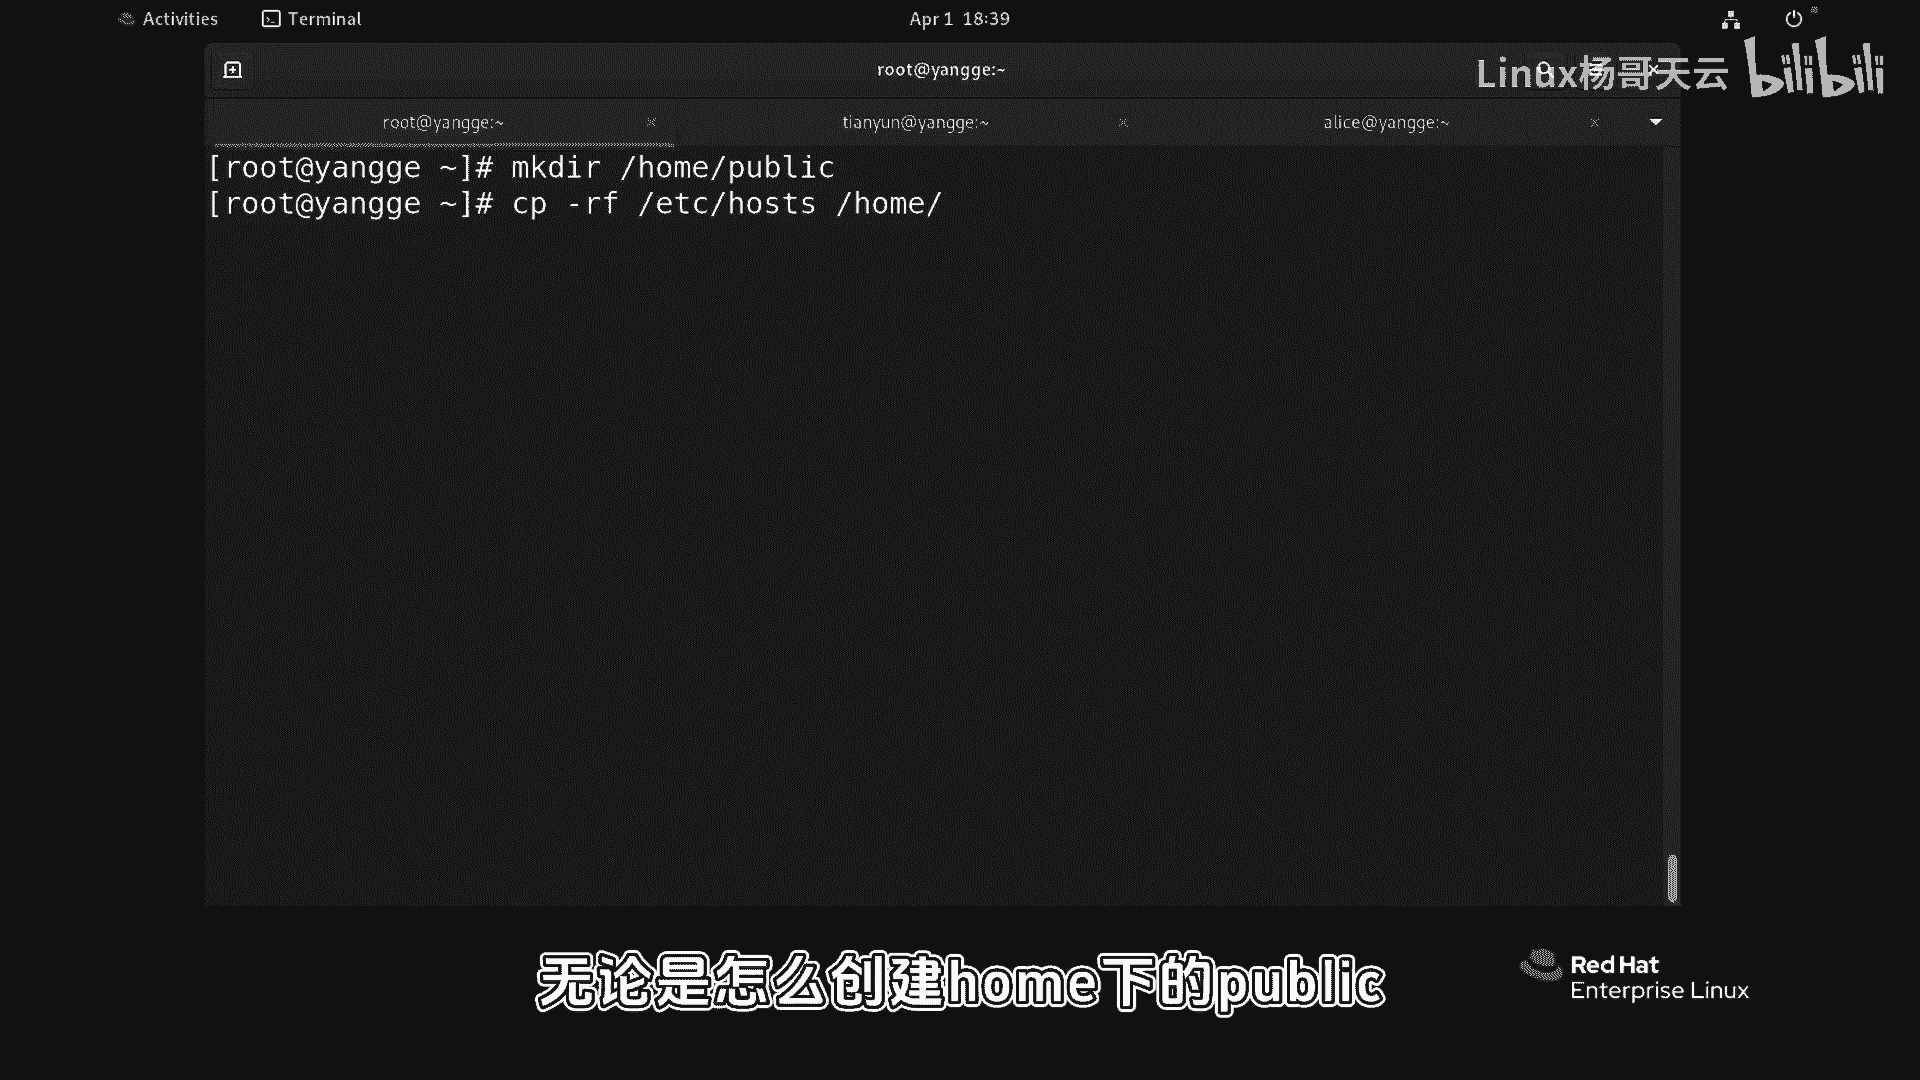 Activities
Terminal
Apr 1 18:39
root@yangge:~
Linux杨哥天云 bilibili
root@yangge:~
tianyun@yangge:~
alice@yangge:~
[root@yangge ~]# mkdir /home/public
[root@yangge ~]# cp -rf /etc/hosts /home/
无论是怎么创建home下的public
Red Hat
Enterprise Linux